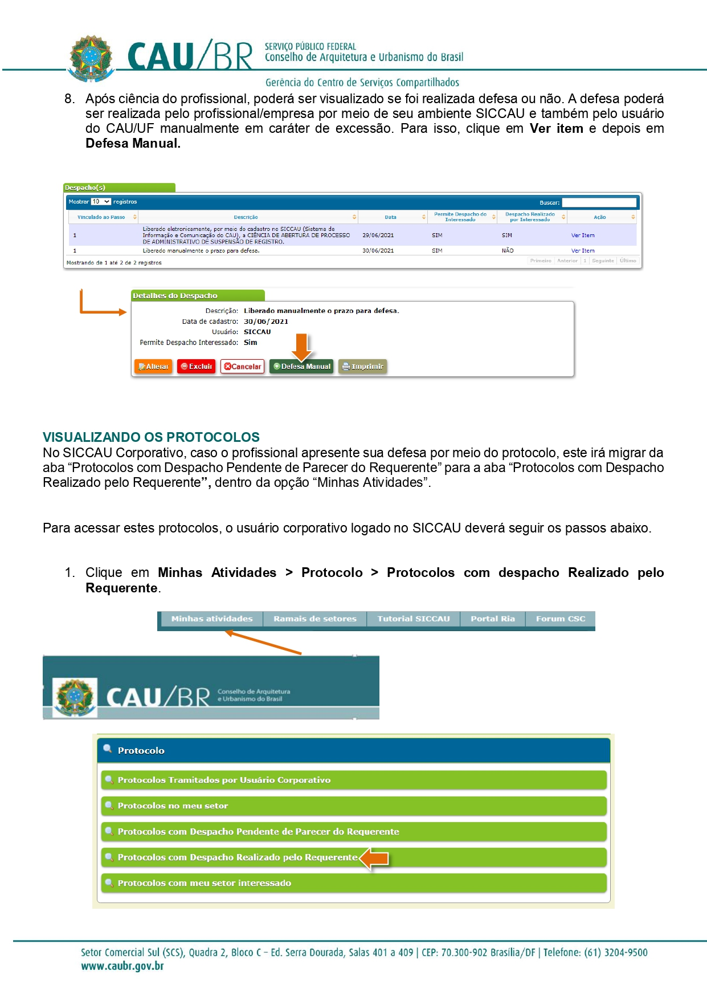 CAU/BR
SERVIÇO PÚBLICO FEDERAL
Conselho de Arquitetura e Urbanismo do Brasil
Gerência do Centro de Serviços Compartilhados
8. Após ciência do profissional, poderá ser visualizado se foi realizada defesa ou não. A defesa poderá
ser realizada pelo profissional/empresa por meio de seu ambiente SICCAU e também pelo usuário
do CAU/UF manualmente em caráter de excessão. Para isso, clique em Ver item e depois em
Defesa Manual.
Despacho(s)
Mostrar 10 registros Buscar:
Vinculado ao Passo Descrição Data Permite Despacho do Interessado Despacho Realizado por Interessado Ação
Liberado eletronicamente, por meio do cadastro no SICCAU (Sistema de
1 Informação e Comunicação do CAU), a CIÊNCIA DE ABERTURA DE PROCESSO 29/06/2021 SIM SIM Ver Item
DE ADMINISTRATIVO DE SUSPENSÃO DE REGISTRO.
1 Liberado manualmente o prazo para defesa. 30/06/2021 SIM NÃO Ver Item
Mostrando de 1 até 2 de 2 registros Primeiro Anterior 1 Seguinte Último
Detalhes do Despacho
Descrição: Liberado manualmente o prazo para defesa.
Data de cadastro: 30/06/2021
Usuário: SICCAU
Permite Despacho Interessado: Sim
Alterar Excluir Cancelar Defesa Manual Imprimir
VISUALIZANDO OS PROTOCOLOS
No SICCAU Corporativo, caso o profissional apresente sua defesa por meio do protocolo, este irá migrar da
aba “Protocolos com Despacho Pendente de Parecer do Requerente” para a aba “Protocolos com Despacho
Realizado pelo Requerente”, dentro da opção “Minhas Atividades”.
Para acessar estes protocolos, o usuário corporativo logado no SICCAU deverá seguir os passos abaixo.
1. Clique em Minhas Atividades > Protocolo > Protocolos com despacho Realizado pelo
Requerente.
Minhas atividades Ramais de setores Tutorial SICCAU Portal Ria Forum CSC
CAU/BR
Conselho de Arquitetura
e Urbanismo do Brasil
Protocolo
Protocolos Tramitados por Usuário Corporativo
Protocolos no meu setor
Protocolos com Despacho Pendente de Parecer do Requerente
Protocolos com Despacho Realizado pelo Requerente
Protocolos com meu setor interessado
Setor Comercial Sul (SCS), Quadra 2, Bloco C – Ed. Serra Dourada, Salas 401 a 409 | CEP: 70.300-902 Brasília/DF | Telefone: (61) 3204-9500
www.caubr.gov.br